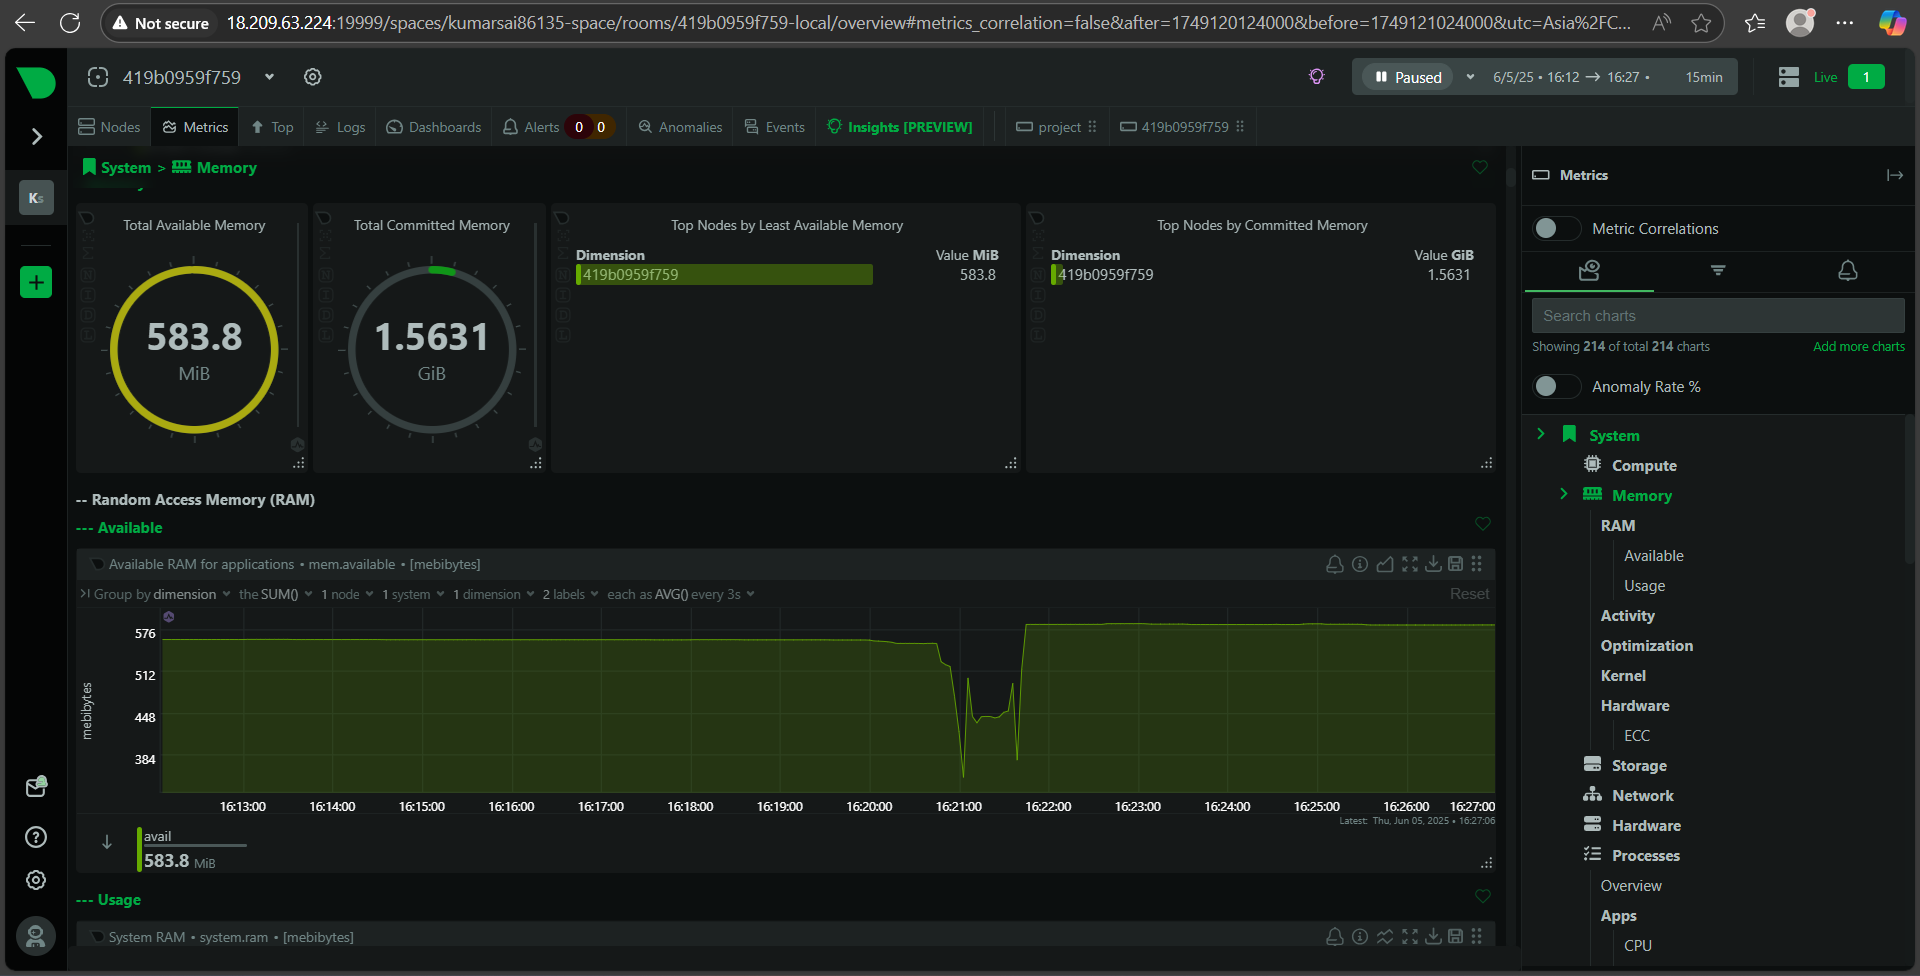 Not secure 18.209.63.224:19999/spaces/kumarsai86135-space/rooms/419b0959f759-local/overview#metrics_correlation=false&after=1749120124000&before=1749121024000&utc=Asia%2FC...
419b0959f759
Paused 6/5/25 • 16:12 → 16:27 • 15min Live 1
Nodes Metrics Top Logs Dashboards Alerts 0 0 Anomalies Events Insights [PREVIEW] project 419b0959f759
Ks
System > Memory
Total Available Memory
583.8
MiB
Total Committed Memory
1.5631
GiB
Top Nodes by Least Available Memory
Dimension Value MiB
419b0959f759 583.8
Top Nodes by Committed Memory
Dimension Value GiB
419b0959f759 1.5631
-- Random Access Memory (RAM)
--- Available
Available RAM for applications • mem.available • [mebibytes]
Group by dimension the SUM() 1 node 1 system 1 dimension 2 labels each as AVG() every 3s Reset
mebibytes
576
512
448
384
16:13:00 16:14:00 16:15:00 16:16:00 16:17:00 16:18:00 16:19:00 16:20:00 16:21:00 16:22:00 16:23:00 16:24:00 16:25:00 16:26:00 16:27:00
Latest: Thu, Jun 05, 2025 • 16:27:06
avail
583.8 MiB
--- Usage
System RAM • system.ram • [mebibytes]
Metrics
Metric Correlations
Search charts
Showing 214 of total 214 charts Add more charts
Anomaly Rate %
System
Compute
Memory
RAM
Available
Usage
Activity
Optimization
Kernel
Hardware
ECC
Storage
Network
Hardware
Processes
Overview
Apps
CPU